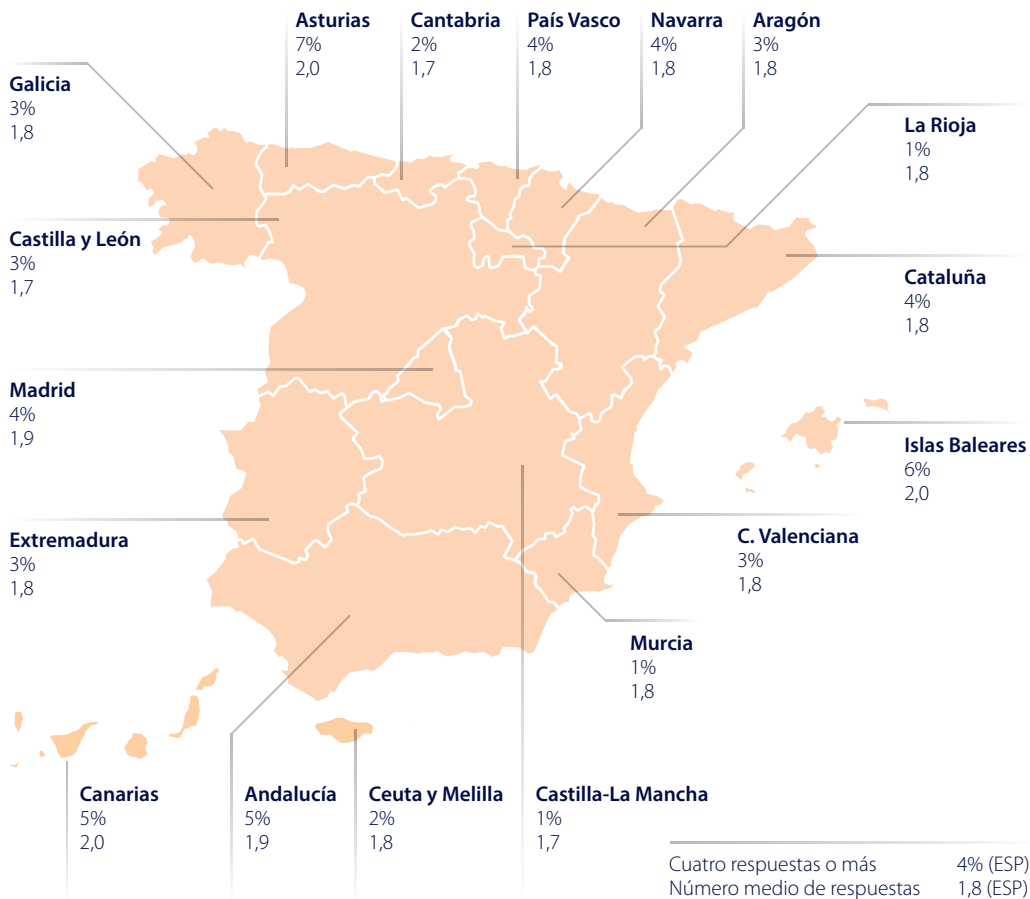 Asturias
7%
2,0
Cantabria
2%
1,7
País Vasco
4%
1,8
Navarra
4%
1,8
Aragón
3%
1,8
Galicia
3%
1,8
La Rioja
1%
1,8
Castilla y León
3%
1,7
Cataluña
4%
1,8
Madrid
4%
1,9
Islas Baleares
6%
2,0
Extremadura
3%
1,8
C. Valenciana
3%
1,8
Murcia
1%
1,8
Canarias
5%
2,0
Andalucía
5%
1,9
Ceuta y Melilla
2%
1,8
Castilla-La Mancha
1%
1,7
Cuatro respuestas o más 4% (ESP)
Número medio de respuestas 1,8 (ESP)